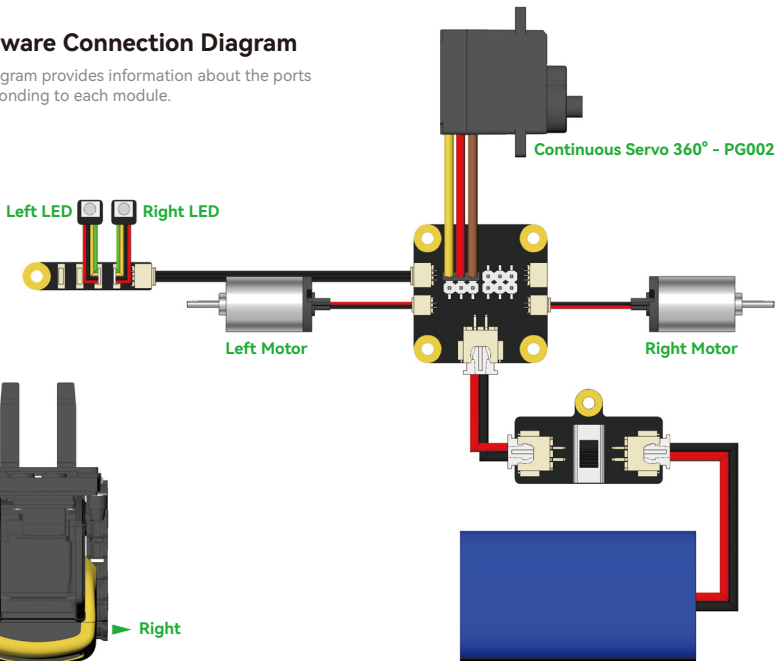 ware Connection Diagram
gram provides information about the ports
onding to each module.
Continuous Servo 360° - PG002
Left LED
Right LED
Left Motor
Right Motor
Right